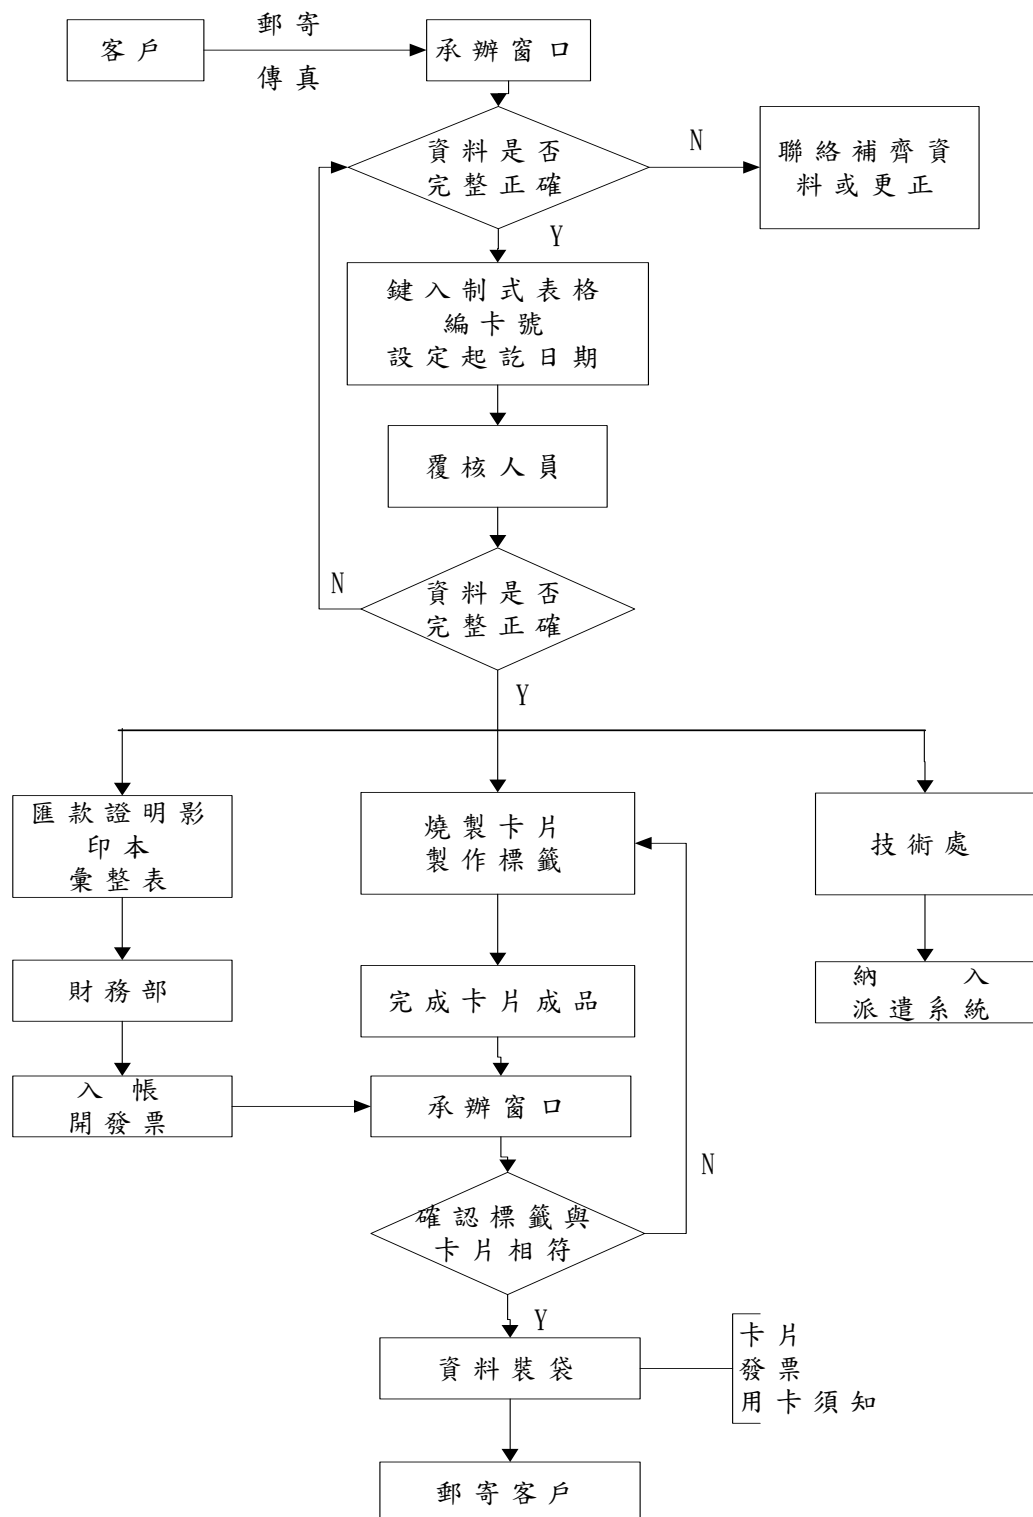 客戶
郵寄
傳真
承辦窗口
資料是否
完整正確
N
聯絡補齊資
料或更正
Y
鍵入制式表格
編卡號
設定起訖日期
覆核人員
資料是否
完整正確
N
Y
匯款證明影
印本
彙整表
燒製卡片
製作標籤
技術處
財務部
完成卡片成品
納 入
派遣系統
入 帳
開發票
承辦窗口
N
確認標籤與
卡片相符
Y
資料裝袋
卡片
發票
用卡須知
郵寄客戶